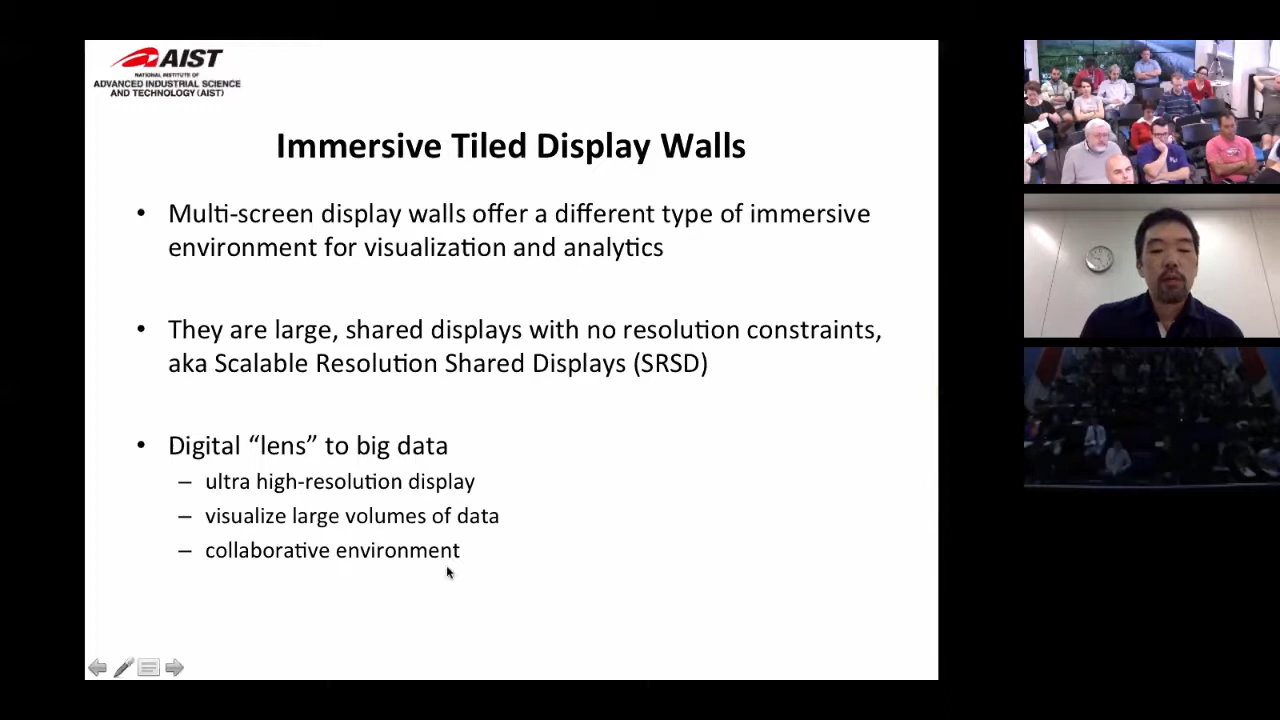 AIST
NATIONAL INSTITUTE OF
ADVANCED INDUSTRIAL SCIENCE
AND TECHNOLOGY (AIST)
Immersive Tiled Display Walls
• Multi-screen display walls offer a different type of immersive
environment for visualization and analytics
• They are large, shared displays with no resolution constraints,
aka Scalable Resolution Shared Displays (SRSD)
• Digital “lens” to big data
– ultra high-resolution display
– visualize large volumes of data
– collaborative environment